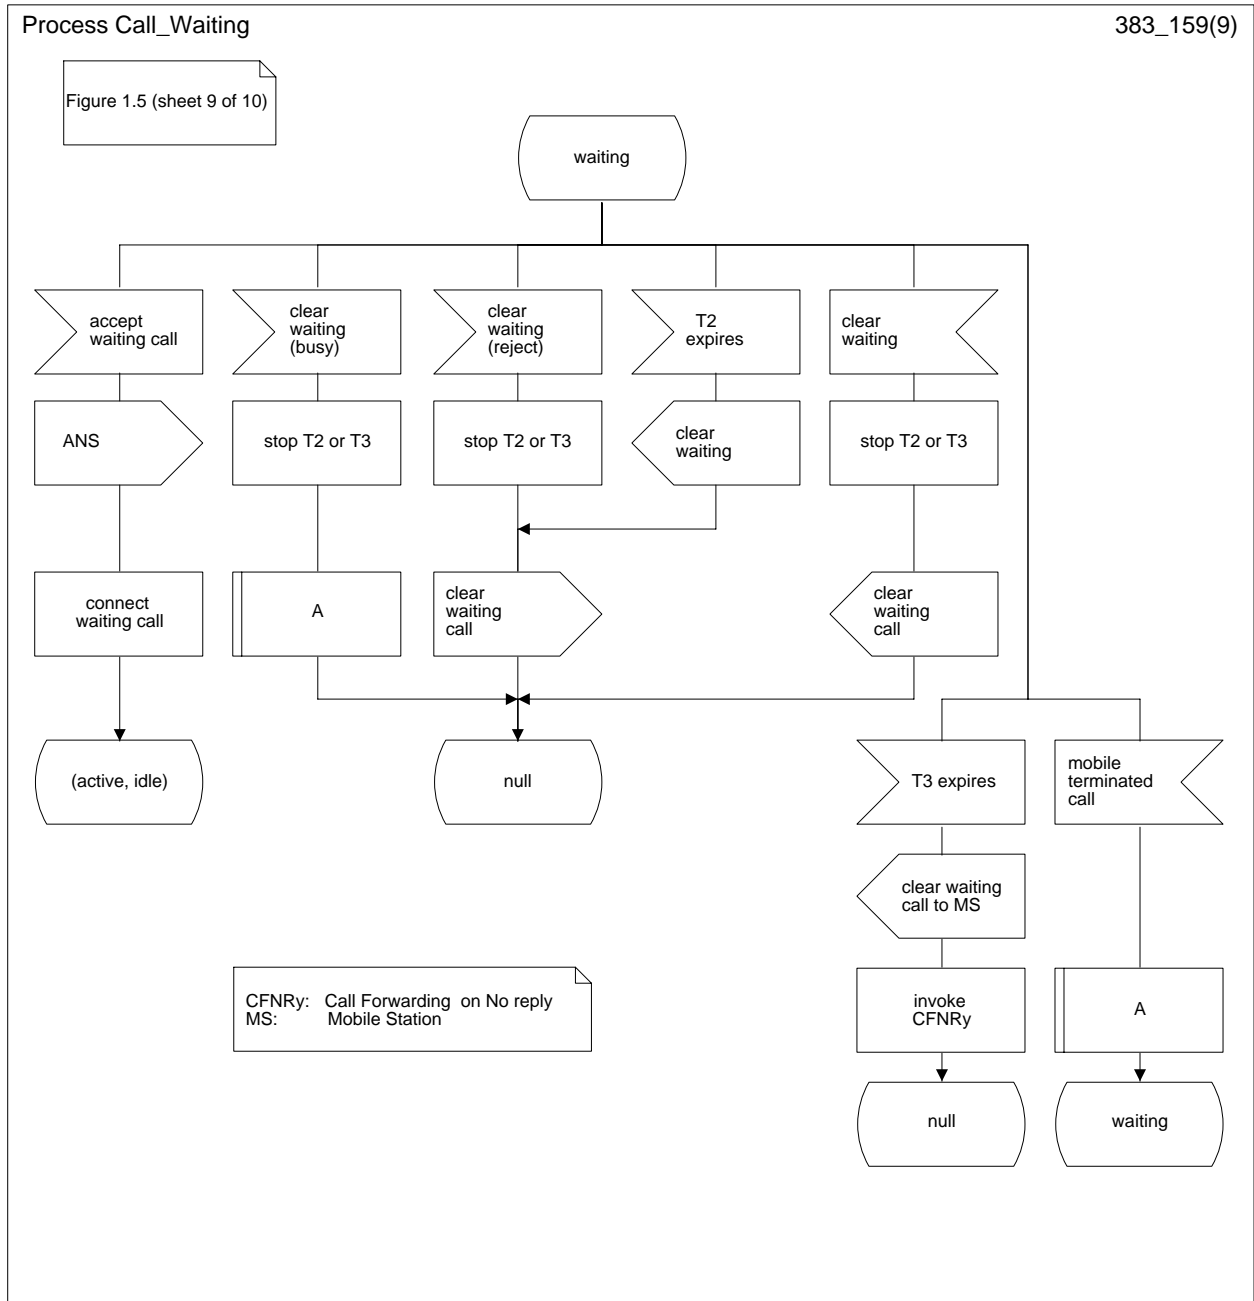 Process Call_Waiting
383_159(9)
Figure 1.5 (sheet 9 of 10)
waiting
accept
waiting call
clear
waiting
(busy)
clear
waiting
(reject)
T2
expires
clear
waiting
ANS
stop T2 or T3
stop T2 or T3
clear
waiting
stop T2 or T3
connect
waiting call
A
clear
waiting
call
clear
waiting
call
(active, idle)
null
T3 expires
mobile
terminated
call
clear waiting
call to MS
CFNRy: Call Forwarding on No reply
MS: Mobile Station
invoke
CFNRy
A
null
waiting